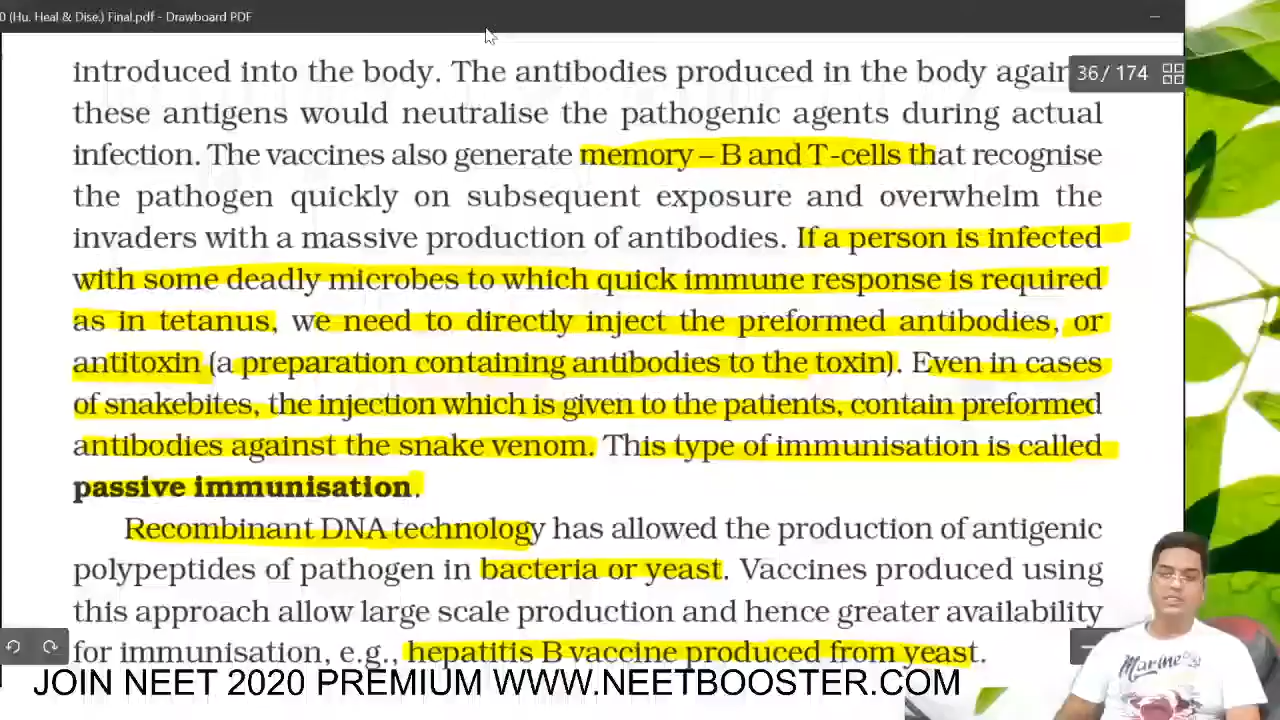 0 (Hu. Heal & Dise.) Final.pdf - Drawboard PDF
36 / 174
introduced into the body. The antibodies produced in the body
these antigens would neutralise the pathogenic agents during actual
infection. The vaccines also generate memory – B and T-cells that recognise
the pathogen quickly on subsequent exposure and overwhelm the
invaders with a massive production of antibodies. If a person is infected
with some deadly microbes to which quick immune response is required
as in tetanus, we need to directly inject the preformed antibodies, or
antitoxin (a preparation containing antibodies to the toxin). Even in cases
of snakebites, the injection which is given to the patients, contain preformed
antibodies against the snake venom. This type of immunisation is called
passive immunisation.
Recombinant DNA technology has allowed the production of antigenic
polypeptides of pathogen in bacteria or yeast. Vaccines produced using
this approach allow large scale production and hence greater availability
for immunisation, e.g., hepatitis B vaccine produced from yeast.
JOIN NEET 2020 PREMIUM WWW.NEETBOOSTER.COM
Marine